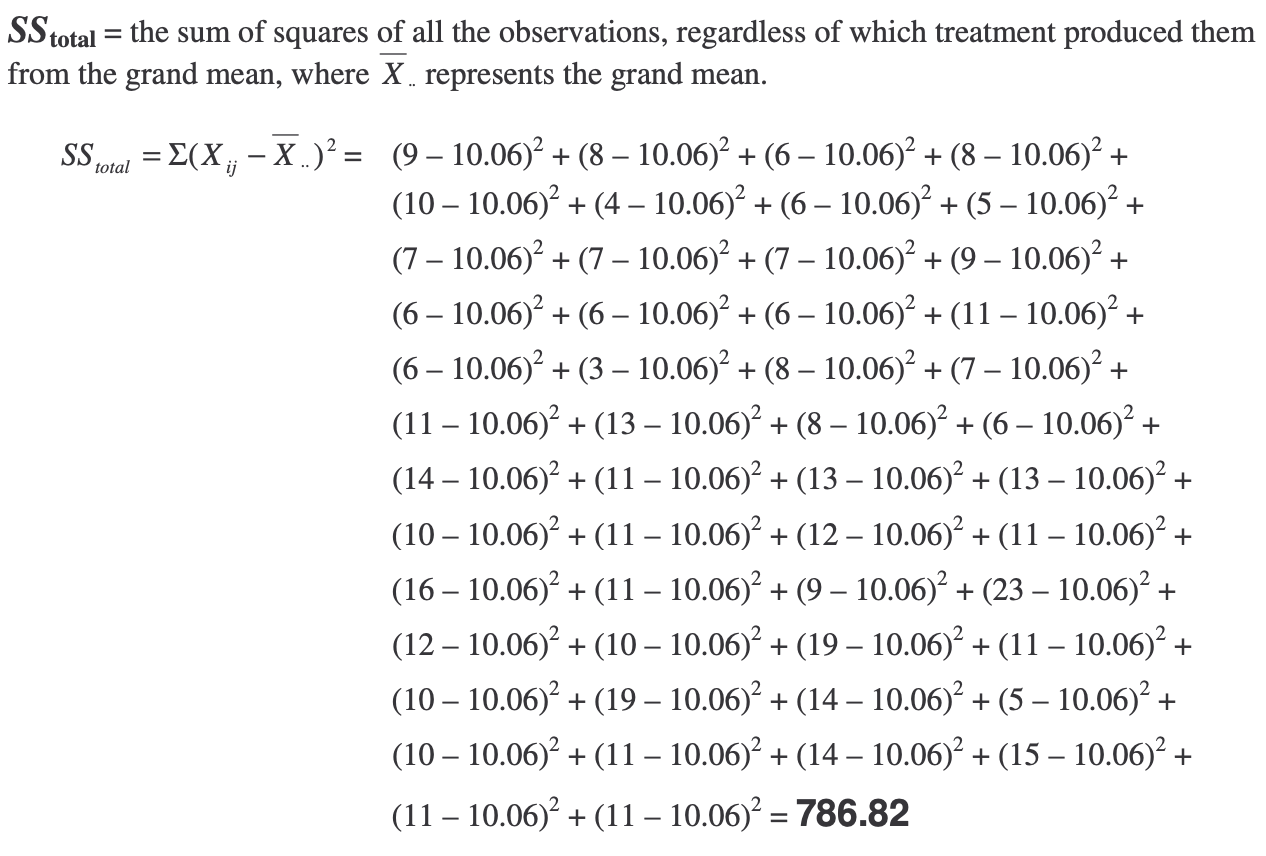 SS total = the sum of squares of all the observations, regardless of which treatment produced them
from the grand mean, where X̅.. represents the grand mean.
SS total = Σ(X ij – X̅..)² = (9 – 10.06)² + (8 – 10.06)² + (6 – 10.06)² + (8 – 10.06)² +
(10 – 10.06)² + (4 – 10.06)² + (6 – 10.06)² + (5 – 10.06)² +
(7 – 10.06)² + (7 – 10.06)² + (7 – 10.06)² + (9 – 10.06)² +
(6 – 10.06)² + (6 – 10.06)² + (6 – 10.06)² + (11 – 10.06)² +
(6 – 10.06)² + (3 – 10.06)² + (8 – 10.06)² + (7 – 10.06)² +
(11 – 10.06)² + (13 – 10.06)² + (8 – 10.06)² + (6 – 10.06)² +
(14 – 10.06)² + (11 – 10.06)² + (13 – 10.06)² + (13 – 10.06)² +
(10 – 10.06)² + (11 – 10.06)² + (12 – 10.06)² + (11 – 10.06)² +
(16 – 10.06)² + (11 – 10.06)² + (9 – 10.06)² + (23 – 10.06)² +
(12 – 10.06)² + (10 – 10.06)² + (19 – 10.06)² + (11 – 10.06)² +
(10 – 10.06)² + (19 – 10.06)² + (14 – 10.06)² + (5 – 10.06)² +
(10 – 10.06)² + (11 – 10.06)² + (14 – 10.06)² + (15 – 10.06)² +
(11 – 10.06)² + (11 – 10.06)² = 786.82